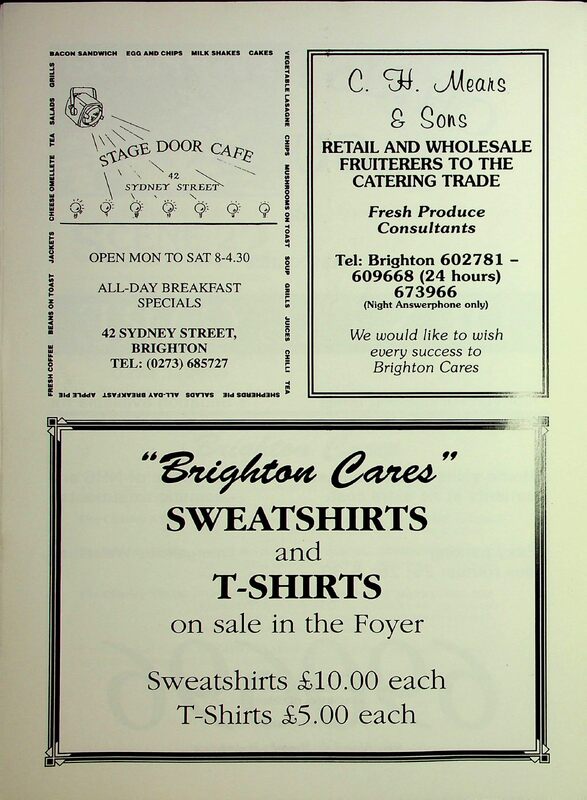 BACON SANDWICH EGG AND CHIPS MILK SHAKES CAKES
VEGETABLE LASAGNE CHIPS MUSHROOMS ON TOAST SOUP GRILLS JUICES CHILLI TEA
SHEPHERDS PIE SALADS ALL-DAY BREAKFAST APPLE PIE
FRESH COFFEE BEANS ON TOAST JACKETS CHEESE OMELLETE TEA SALADS GRILLS
STAGE DOOR CAFE
42
SYDNEY STREET
OPEN MON TO SAT 8-4.30
ALL-DAY BREAKFAST
SPECIALS
42 SYDNEY STREET,
BRIGHTON
TEL: (0273) 685727
C. H. Mears
& Sons
RETAIL AND WHOLESALE
FRUITERERS TO THE
CATERING TRADE
Fresh Produce
Consultants
Tel: Brighton 602781 –
609668 (24 hours)
673966
(Night Answerphone only)
We would like to wish
every success to
Brighton Cares
"Brighton Cares"
SWEATSHIRTS
and
T-SHIRTS
on sale in the Foyer
Sweatshirts £10.00 each
T-Shirts £5.00 each